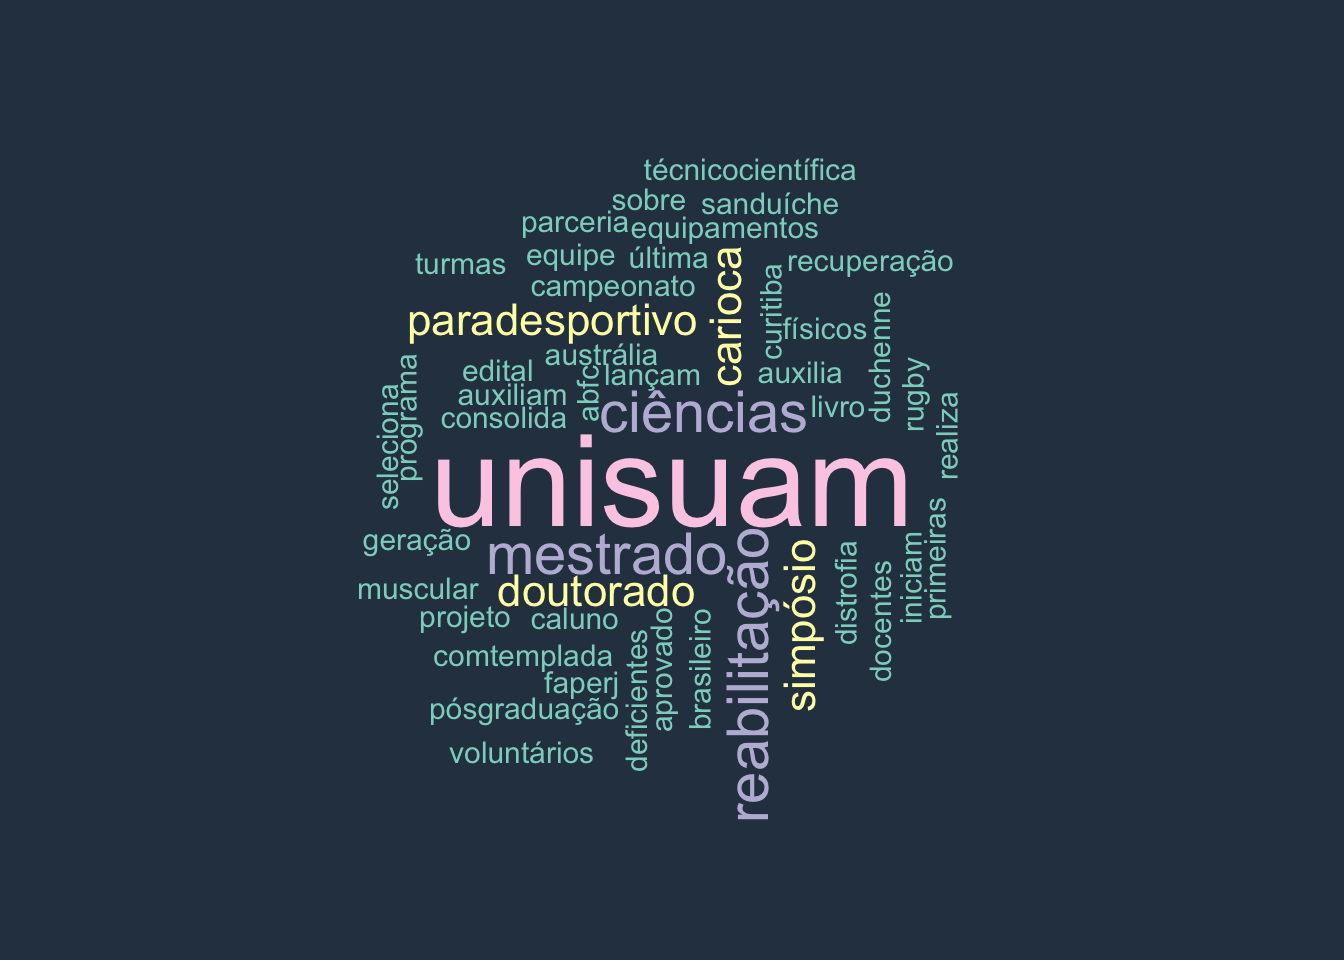 técnicocientífica
sobre
sanduíche
parceria
equipamentos
turmas
equipe
última
carioca
recuperação
campeonato
curitiba
paradesportivo
físicos
duchenne
austrália
programa
edital
abfc
lançam
auxilia
rugby
seleciona
auxiliam
ciências
livro
realiza
consolida
unisuam
geração
mestrado
reabilitação
simpósio
distrofia
docentes
iniciam
primeiras
muscular
doutorado
projeto
caluno
deficientes
aprovado
brasileiro
comtemplada
faperj
pósgraduação
voluntários